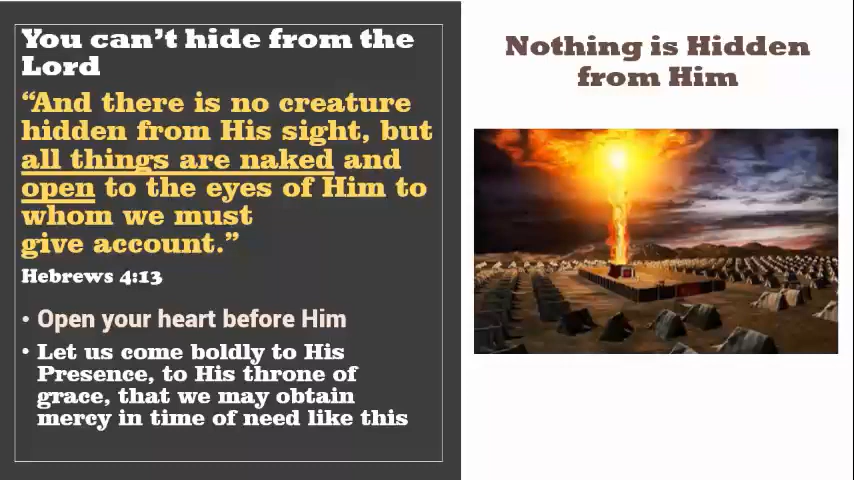 You can’t hide from the
Lord
“And there is no creature
hidden from His sight, but
all things are naked and
open to the eyes of Him to
whom we must
give account.”
Hebrews 4:13
• Open your heart before Him
• Let us come boldly to His
Presence, to His throne of
grace, that we may obtain
mercy in time of need like this
Nothing is Hidden
from Him